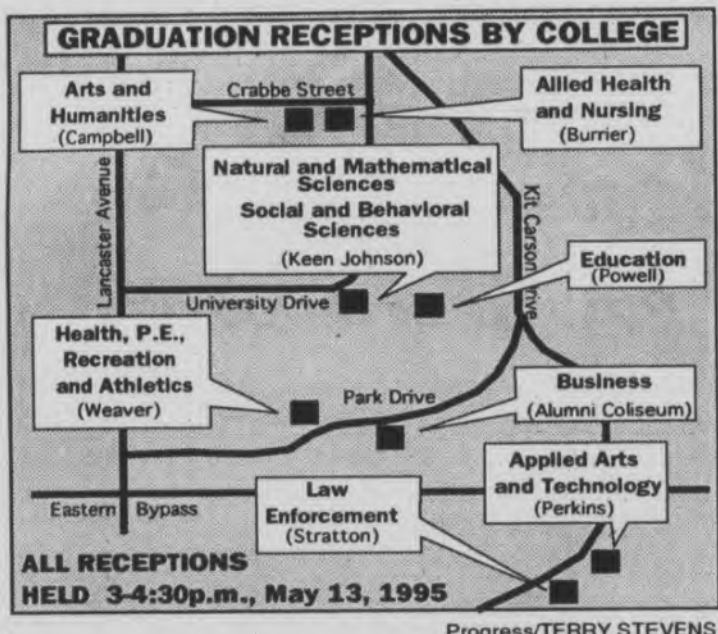 GRADUATION RECEPTIONS BY COLLEGE
Arts and
Humanities
(Campbell)
Crabbe Street
Allied Health
and Nursing
(Burrier)
Lancaster Avenue
Natural and Mathematical
Sciences
Social and Behavioral
Sciences
(Keen Johnson)
Kit Carson Drive
Education
(Powell)
University Drive
Health, P.E.,
Recreation
and Athletics
(Weaver)
Park Drive
Business
(Alumni Coliseum)
Applied Arts
and Technology
(Perkins)
Law
Enforcement
(Stratton)
Eastern Bypass
ALL RECEPTIONS
HELD 3-4:30p.m., May 13, 1995
Progress/TERRY STEVENS